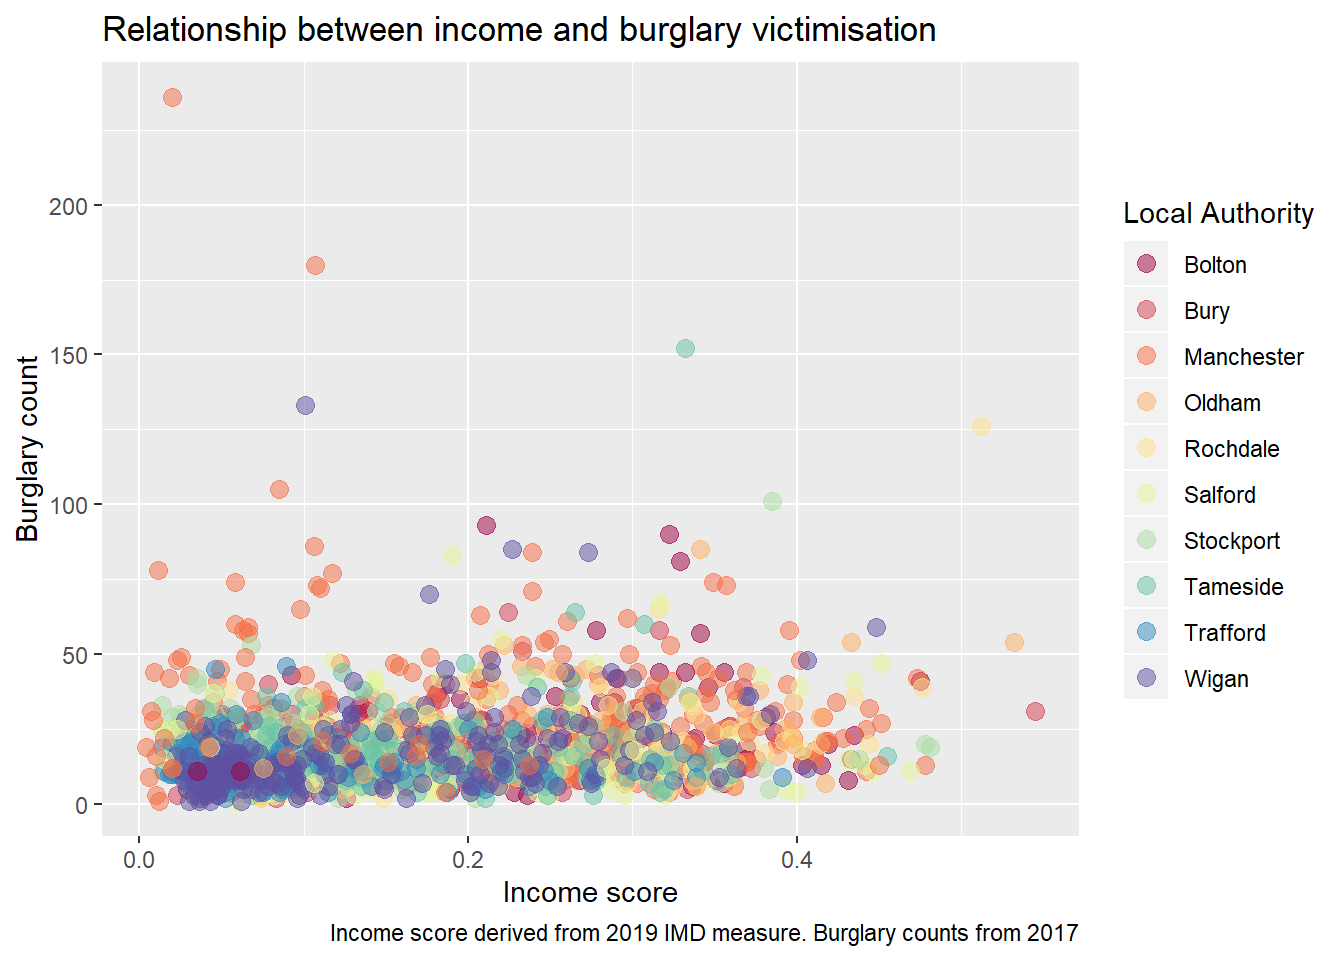 Relationship between income and burglary victimisation
Burglary count
200
150
100
50
0
0.0
0.2
0.4
Income score
Local Authority
Bolton
Bury
Manchester
Oldham
Rochdale
Salford
Stockport
Tameside
Trafford
Wigan
Income score derived from 2019 IMD measure. Burglary counts from 2017